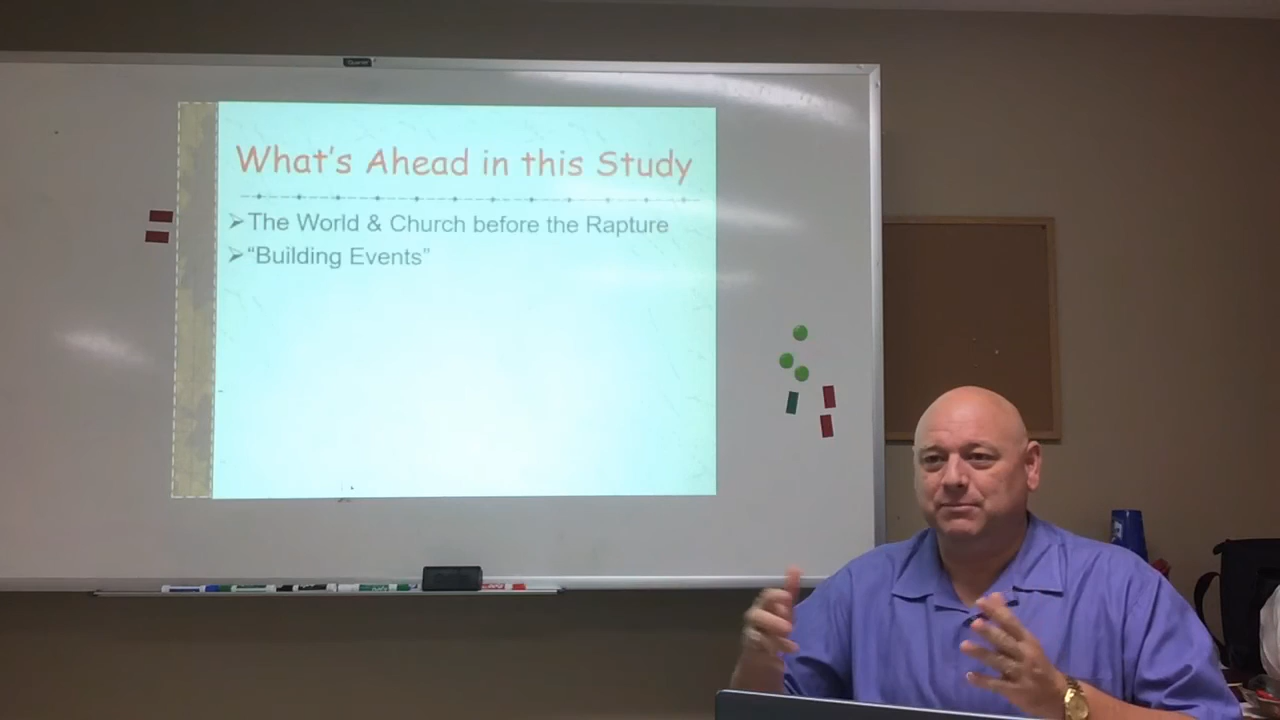 What's Ahead in this Study
➢The World & Church before the Rapture
➢“Building Events”